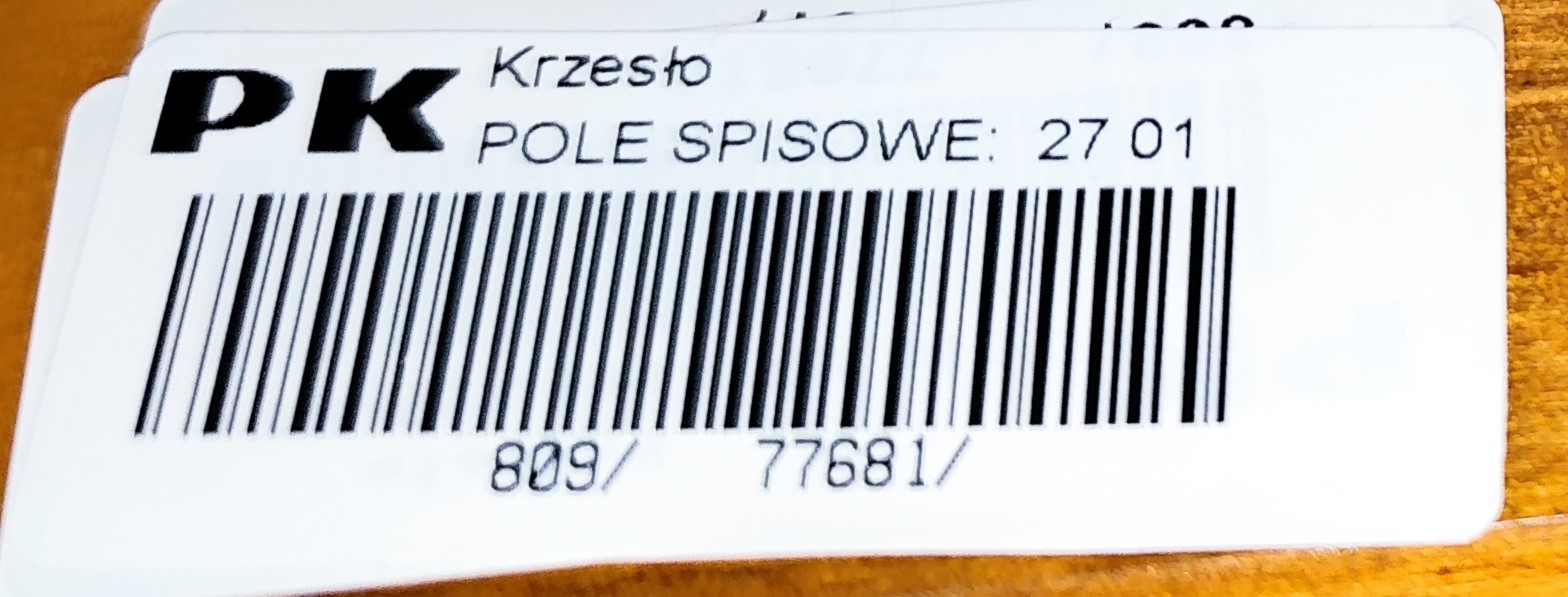 PK
Krzesło
POLE SPISOWE: 27 01
809/ 77681/